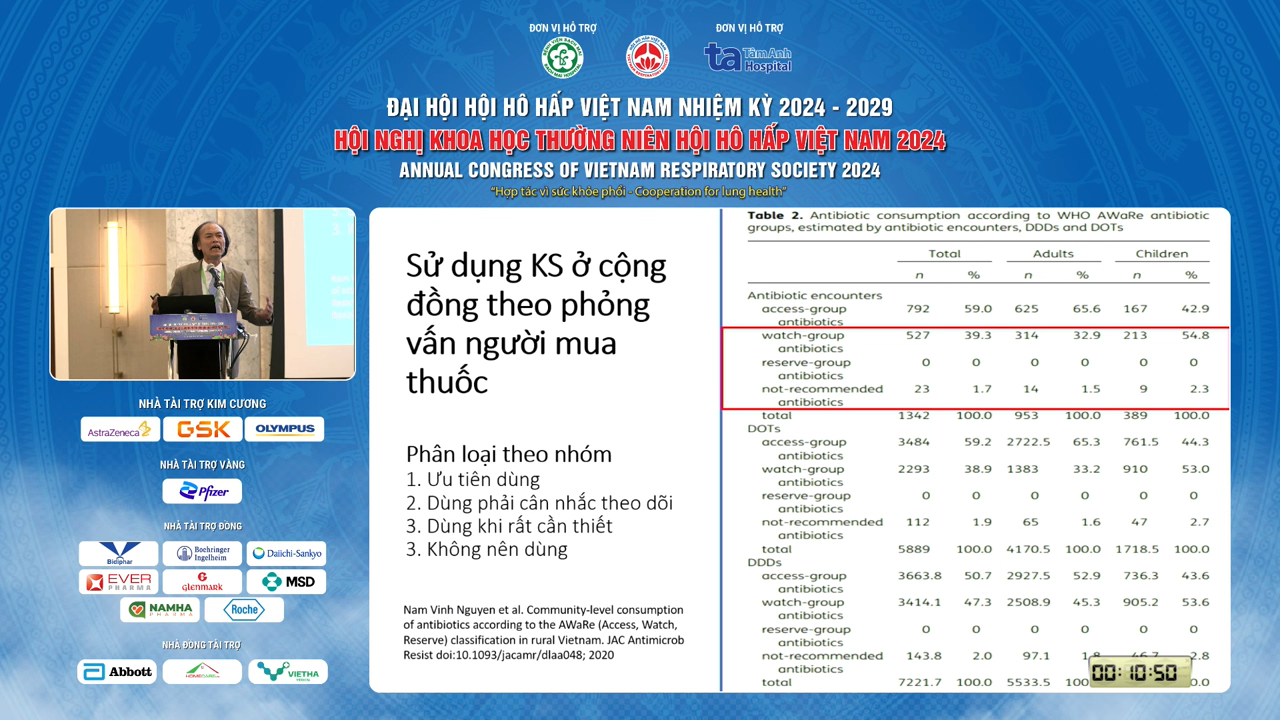 ĐƠN VỊ HỖ TRỢ
ĐƠN VỊ HỖ TRỢ
ta TâmAnh Hospital
ĐẠI HỘI HỘI HÔ HẤP VIỆT NAM NHIỆM KỲ 2024 - 2029
HỘI NGHỊ KHOA HỌC THƯỜNG NIÊN HỘI HÔ HẤP VIỆT NAM 2024
ANNUAL CONGRESS OF VIETNAM RESPIRATORY SOCIETY 2024
"Hợp tác vì sức khỏe phổi - Cooperation for lung health"
NHÀ TÀI TRỢ KIM CƯƠNG
AstraZeneca GSK OLYMPUS
NHÀ TÀI TRỢ VÀNG
Pfizer
NHÀ TÀI TRỢ ĐỒNG
Bidiphar Boehringer Ingelheim Daiichi-Sankyo
EVER PHARMA GLENMARK MSD
NAMHA PHARMA Roche
NHÀ ĐỒNG TÀI TRỢ
Abbott VIETHA
Sử dụng KS ở cộng
đồng theo phỏng
vấn người mua
thuốc
Phân loại theo nhóm
1. Ưu tiên dùng
2. Dùng phải cân nhắc theo dõi
3. Dùng khi rất cần thiết
3. Không nên dùng
Nam Vinh Nguyen et al. Community-level consumption
of antibiotics according to the AWaRe (Access, Watch,
Reserve) classification in rural Vietnam. JAC Antimicrob
Resist doi:10.1093/jacamr/dlaa048; 2020
Table 2. Antibiotic consumption according to WHO AWaRe antibiotic
groups, estimated by antibiotic encounters, DDDs and DOTs
Total Adults Children
n % n % n %
Antibiotic encounters
access-group 792 59.0 625 65.6 167 42.9
antibiotics
watch-group 527 39.3 314 32.9 213 54.8
antibiotics
reserve-group 0 0 0 0 0 0
antibiotics
not-recommended 23 1.7 14 1.5 9 2.3
antibiotics
total 1342 100.0 953 100.0 389 100.0
DOTs
access-group 3484 59.2 2722.5 65.3 761.5 44.3
antibiotics
watch-group 2293 38.9 1383 33.2 910 53.0
antibiotics
reserve-group 0 0 0 0 0 0
antibiotics
not-recommended 112 1.9 65 1.6 47 2.7
antibiotics
total 5889 100.0 4170.5 100.0 1718.5 100.0
DDDs
access-group 3663.8 50.7 2927.5 52.9 736.3 43.6
antibiotics
watch-group 3414.1 47.3 2508.9 45.3 905.2 53.6
antibiotics
reserve-group 0 0 0 0 0 0
antibiotics
not-recommended 143.8 2.0 97.1 1.8 46.7 2.8
antibiotics
total 7221.7 100.0 5533.5 100 0.0
00:10:50